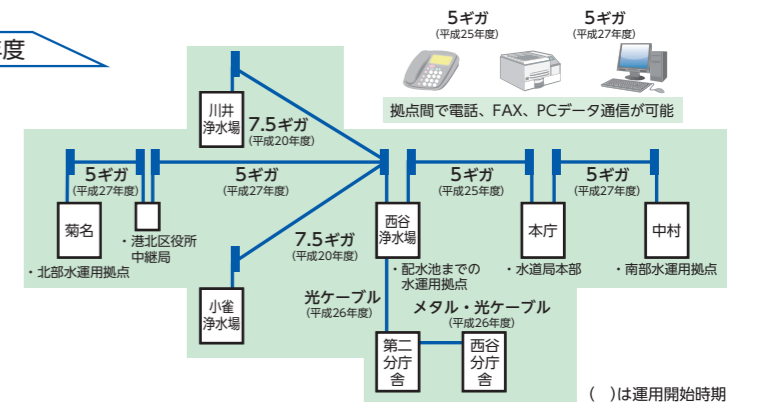 度
5ギガ
(平成25年度)
5ギガ
(平成27年度)
拠点間で電話、FAX、PCデータ通信が可能
川井
浄水場
7.5ギガ
(平成20年度)
5ギガ
(平成27年度)
5ギガ
(平成27年度)
5ギガ
(平成25年度)
5ギガ
(平成27年度)
菊名
・北部水運用拠点
・港北区役所
中継局
7.5ギガ
(平成20年度)
西谷
浄水場
・配水池までの
水運用拠点
本庁
・水道局本部
中村
・南部水運用拠点
小雀
浄水場
光ケーブル
(平成26年度)
メタル・光ケーブル
(平成26年度)
第二
分庁
舎
西谷
分庁
舎
( )は運用開始時期